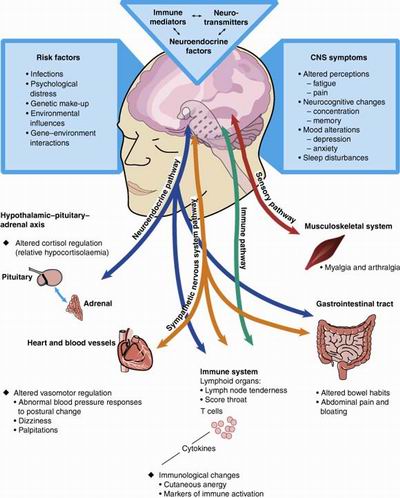 Immune
mediators
Neuro-
transmitters
Neuroendocrine
factors
Risk factors
• Infections
• Psychological
distress
• Genetic make-up
• Environmental
influences
• Gene–environment
interactions
CNS symptoms
• Altered perceptions
– fatigue
– pain
• Neurocognitive changes
– concentration
– memory
• Mood alterations
– depression
– anxiety
• Sleep disturbances
Neuroendocrine pathway
Sympathetic nervous system pathway
Immune pathway
Sensory pathway
Hypothalamic–pituitary–
adrenal axis
◆ Altered cortisol regulation
(relative hypocortisolaemia)
Pituitary
Adrenal
Musculoskeletal system
• Myalgia and arthralgia
Gastrointestinal tract
• Altered bowel habits
• Abdominal pain and
bloating
Heart and blood vessels
◆ Altered vasomotor regulation
• Abnormal blood pressure responses
to postural change
• Dizziness
• Palpitations
Immune system
Lymphoid organs:
• Lymph node tenderness
• Score throat
T cells
Cytokines
◆ Immunological changes
• Cutaneous anergy
• Markers of immune activation